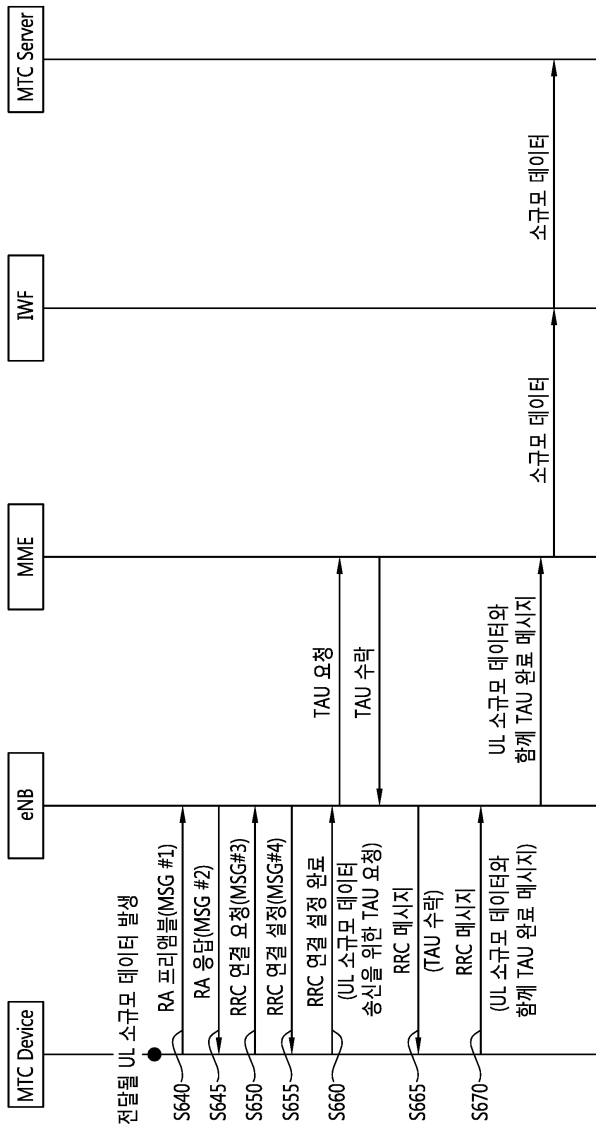 MTC Device
eNB
MME
IWF
MTC Server
전달될 UL 소규모 데이터 발생
S640
RA 프리앰블(MSG #1)
S645
RA 응답(MSG #2)
S650
RRC 연결 요청(MSG#3)
S655
RRC 연결 설정(MSG#4)
S660
RRC 연결 설정 완료
(UL 소규모 데이터
송신을 위한 TAU 요청)
TAU 요청
TAU 수락
S665
RRC 메시지
(TAU 수락)
S670
RRC 메시지
(UL 소규모 데이터와
함께 TAU 완료 메시지)
UL 소규모 데이터와
함께 TAU 완료 메시지
소규모 데이터
소규모 데이터